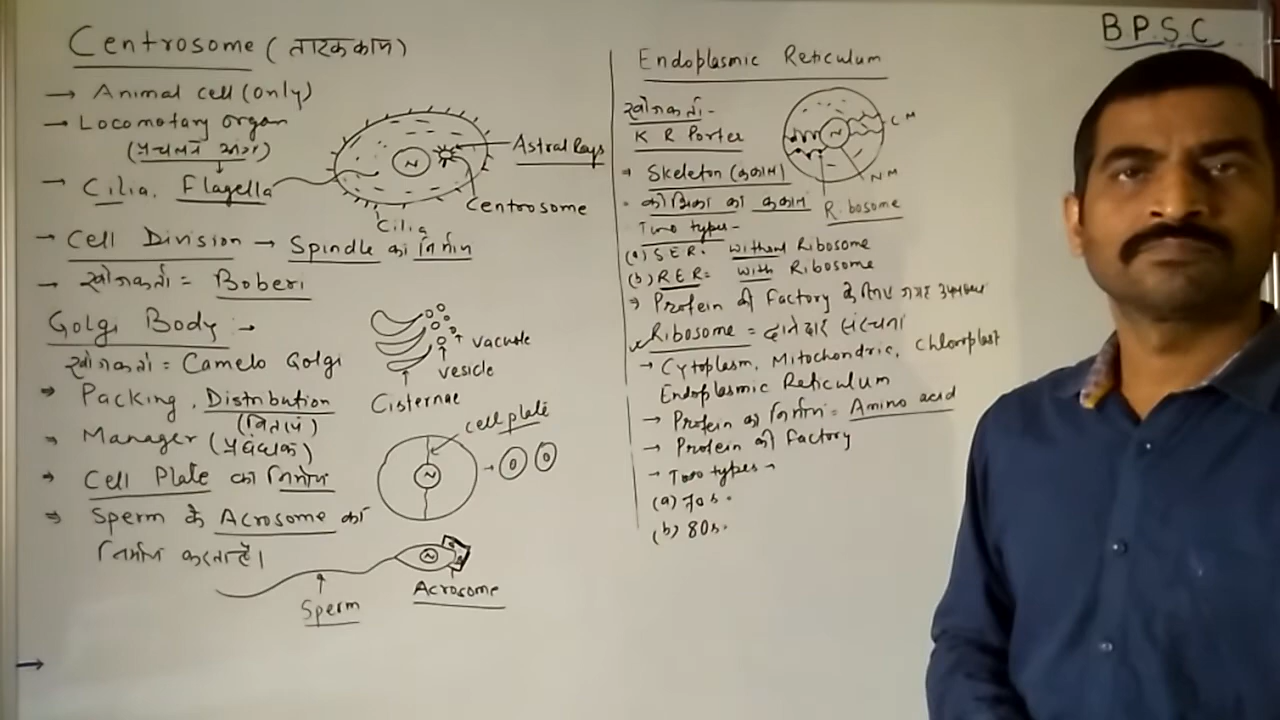 BPSC
Centrosome (तारककाय)
→ Animal cell (only)
→ Locomotary organ
(प्रचलन अंग)
→ Cilia, Flagella
Astral Rays
Centrosome
Cilia
N
→ Cell Division → Spindle का निर्माण
→ खोजकर्ता = Boberi
Golgi Body →
खोजकर्ता = Camelo Golgi
→ Packing, Distribution
(वितरण)
→ Manager (प्रबंधक)
→ Cell Plate का निर्माण
→ Sperm के Acrosome का
निर्माण करता है।
vacuole
vesicle
Cisternae
cell plate
N
N
Sperm
Acrosome
→
Endoplasmic Reticulum
खोजकर्ता -
K R Porter
→ Skeleton (कंकाल)
कोशिका का कंकाल
CM
N
NM
Ribosome
Two types -
(a) SER = without Ribosome
(b) RER = with Ribosome
→ Protein की Factory के लिए जगह उपलब्ध
Ribosome = दानेदार संरचना
→ Cytoplasm, Mitochondric, Chloroplast
Endoplasmic Reticulum
→ Protein का निर्माण = Amino acid
→ Protein की Factory
→ Two types →
(a) 70s.
(b) 80s.